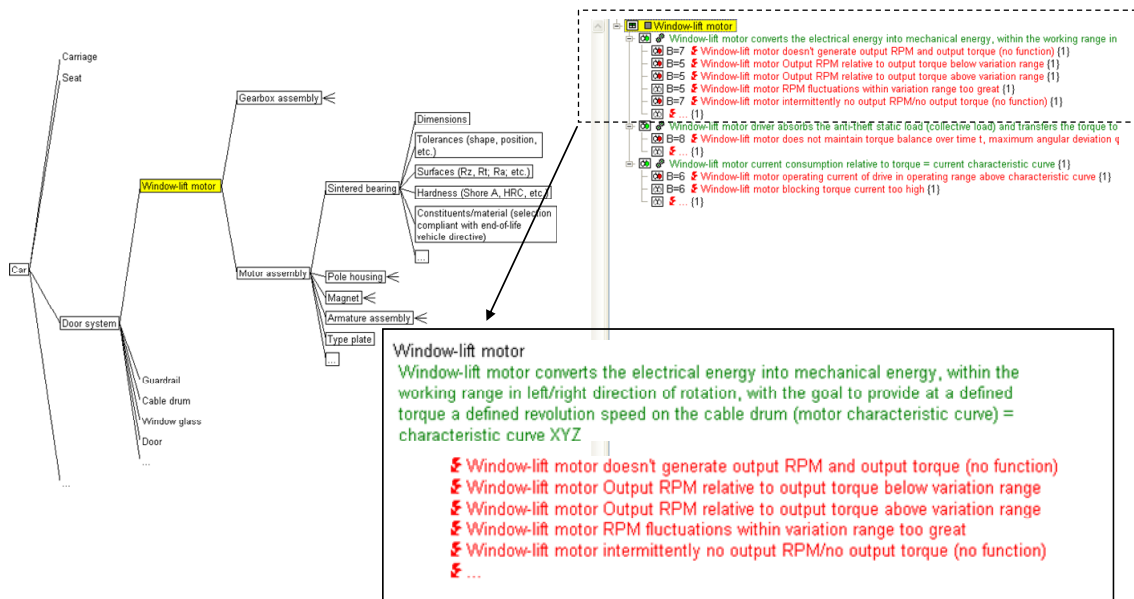 Carriage
Seat
Car
Door system
Window-lift motor
Guardrail
Cable drum
Window glass
Door
...
...
Gearbox assembly
Motor assembly
Sintered bearing
Pole housing
Magnet
Armature assembly
Type plate
...
Dimensions
Tolerances (shape, position,
etc.)
Surfaces (Rz, Rt; Ra; etc.)
Hardness (Shore A, HRC, etc.)
Constituents/material (selection
compliant with end-of-life
vehicle directive)
...
Window-lift motor
Window-lift motor converts the electrical energy into mechanical energy, within the working range in
B=7 Window-lift motor doesn't generate output RPM and output torque (no function) {1}
B=5 Window-lift motor Output RPM relative to output torque below variation range {1}
B=5 Window-lift motor Output RPM relative to output torque above variation range {1}
B=5 Window-lift motor RPM fluctuations within variation range too great {1}
B=7 Window-lift motor intermittently no output RPM/no output torque (no function) {1}
... {1}
Window-lift motor driver absorbs the anti-theft static load (collective load) and transfers the torque to
B=8 Window-lift motor does not maintain torque balance over time t, maximum angular deviation
... {1}
Window-lift motor current consumption relative to torque = current characteristic curve {1}
B=6 Window-lift motor operating current of drive in operating range above characteristic curve {1}
B=6 Window-lift motor blocking torque current too high {1}
... {1}
Window-lift motor
Window-lift motor converts the electrical energy into mechanical energy, within the
working range in left/right direction of rotation, with the goal to provide at a defined
torque a defined revolution speed on the cable drum (motor characteristic curve) =
characteristic curve XYZ
Window-lift motor doesn't generate output RPM and output torque (no function)
Window-lift motor Output RPM relative to output torque below variation range
Window-lift motor Output RPM relative to output torque above variation range
Window-lift motor RPM fluctuations within variation range too great
Window-lift motor intermittently no output RPM/no output torque (no function)
...